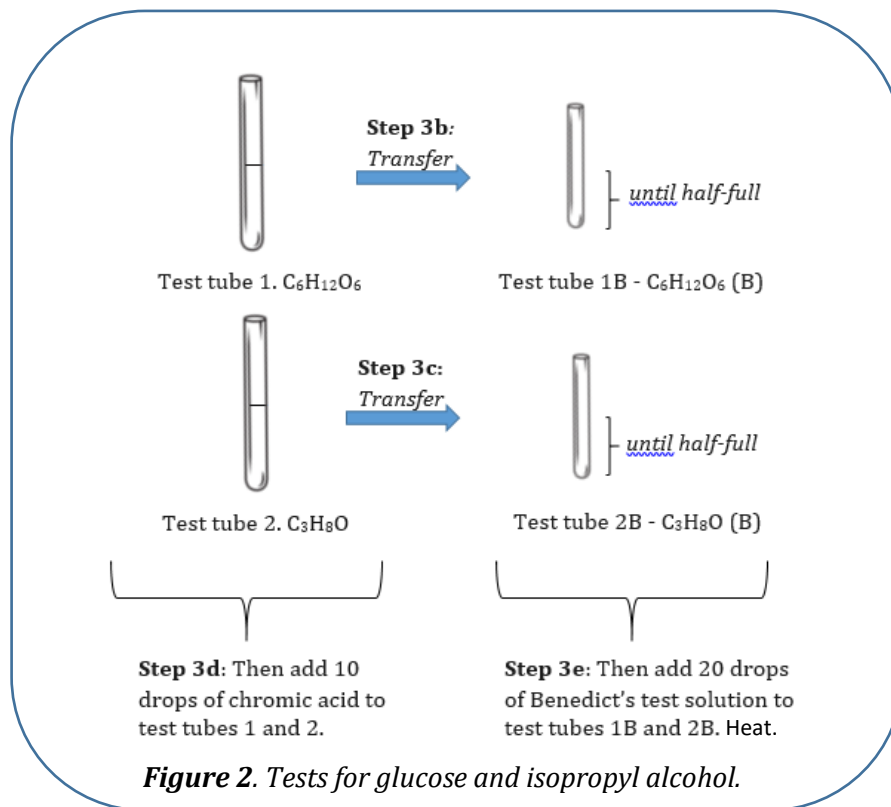 Step 3b:
Transfer
until half-full
Test tube 1. C₆H₁₂O₆
Test tube 1B - C₆H₁₂O₆ (B)
Step 3c:
Transfer
until half-full
Test tube 2. C₃H₈O
Test tube 2B - C₃H₈O (B)
Step 3d: Then add 10
drops of chromic acid to
test tubes 1 and 2.
Step 3e: Then add 20 drops
of Benedict's test solution to
test tubes 1B and 2B. Heat.
Figure 2. Tests for glucose and isopropyl alcohol.